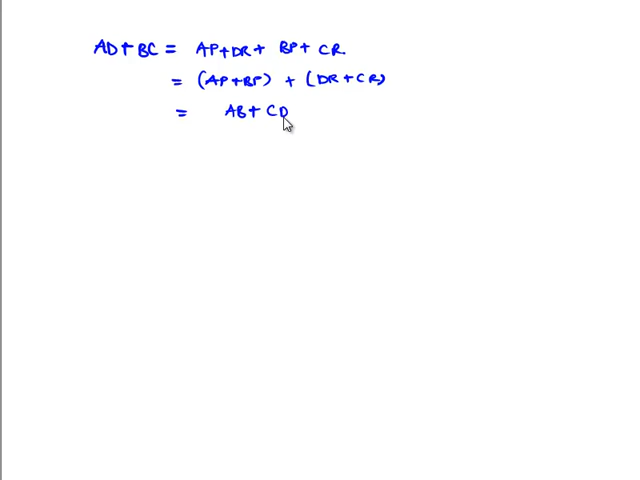 AD+BC = AP+DR+ BP+ CR.
= (AP+BP) + (DR+CR)
= AB+ CD